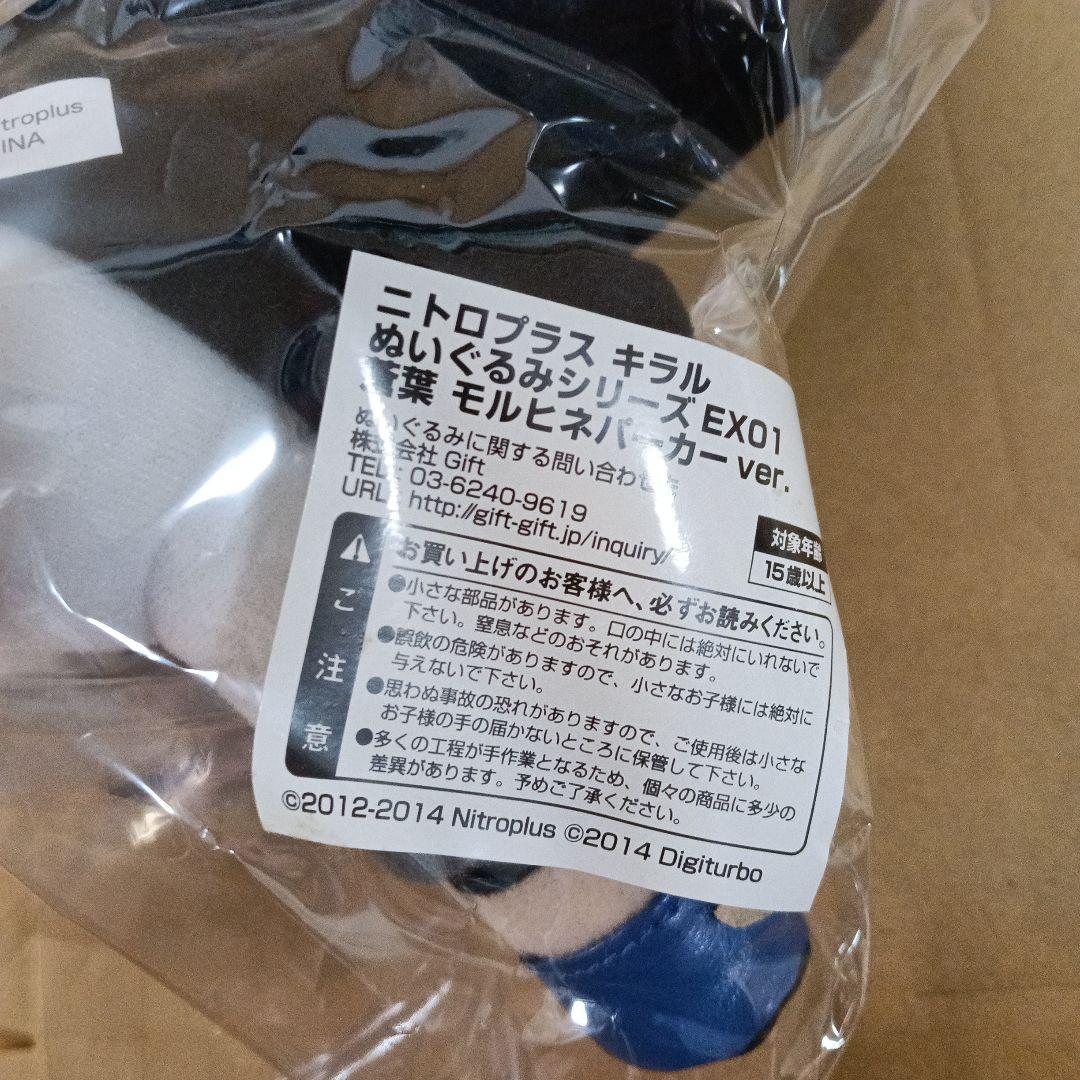 troplus
INA
ニトロプラス キラル
ぬいぐるみシリーズ EX01
蒼葉 モルヒネパーカー ver.
ぬいぐるみに関する問い合わせ先
株式会社 Gift
TEL: 03-6240-9619
URL: http://gift-gift.jp/inquiry/
対象年齢
15歳以上
ご注意
お買い上げのお客様へ、必ずお読みください。
●小さな部品があります。口の中には絶対にいれないで
下さい。窒息などのおそれがあります。
●誤飲の危険がありますので、小さなお子様には絶対に
与えないで下さい。
●思わぬ事故の恐れがありますので、ご使用後は小さな
お子様の手の届かないところに保管して下さい。
●多くの工程が手作業となるため、個々の商品に多少の
差異があります。予めご了承ください。
©2012-2014 Nitroplus ©2014 Digiturbo